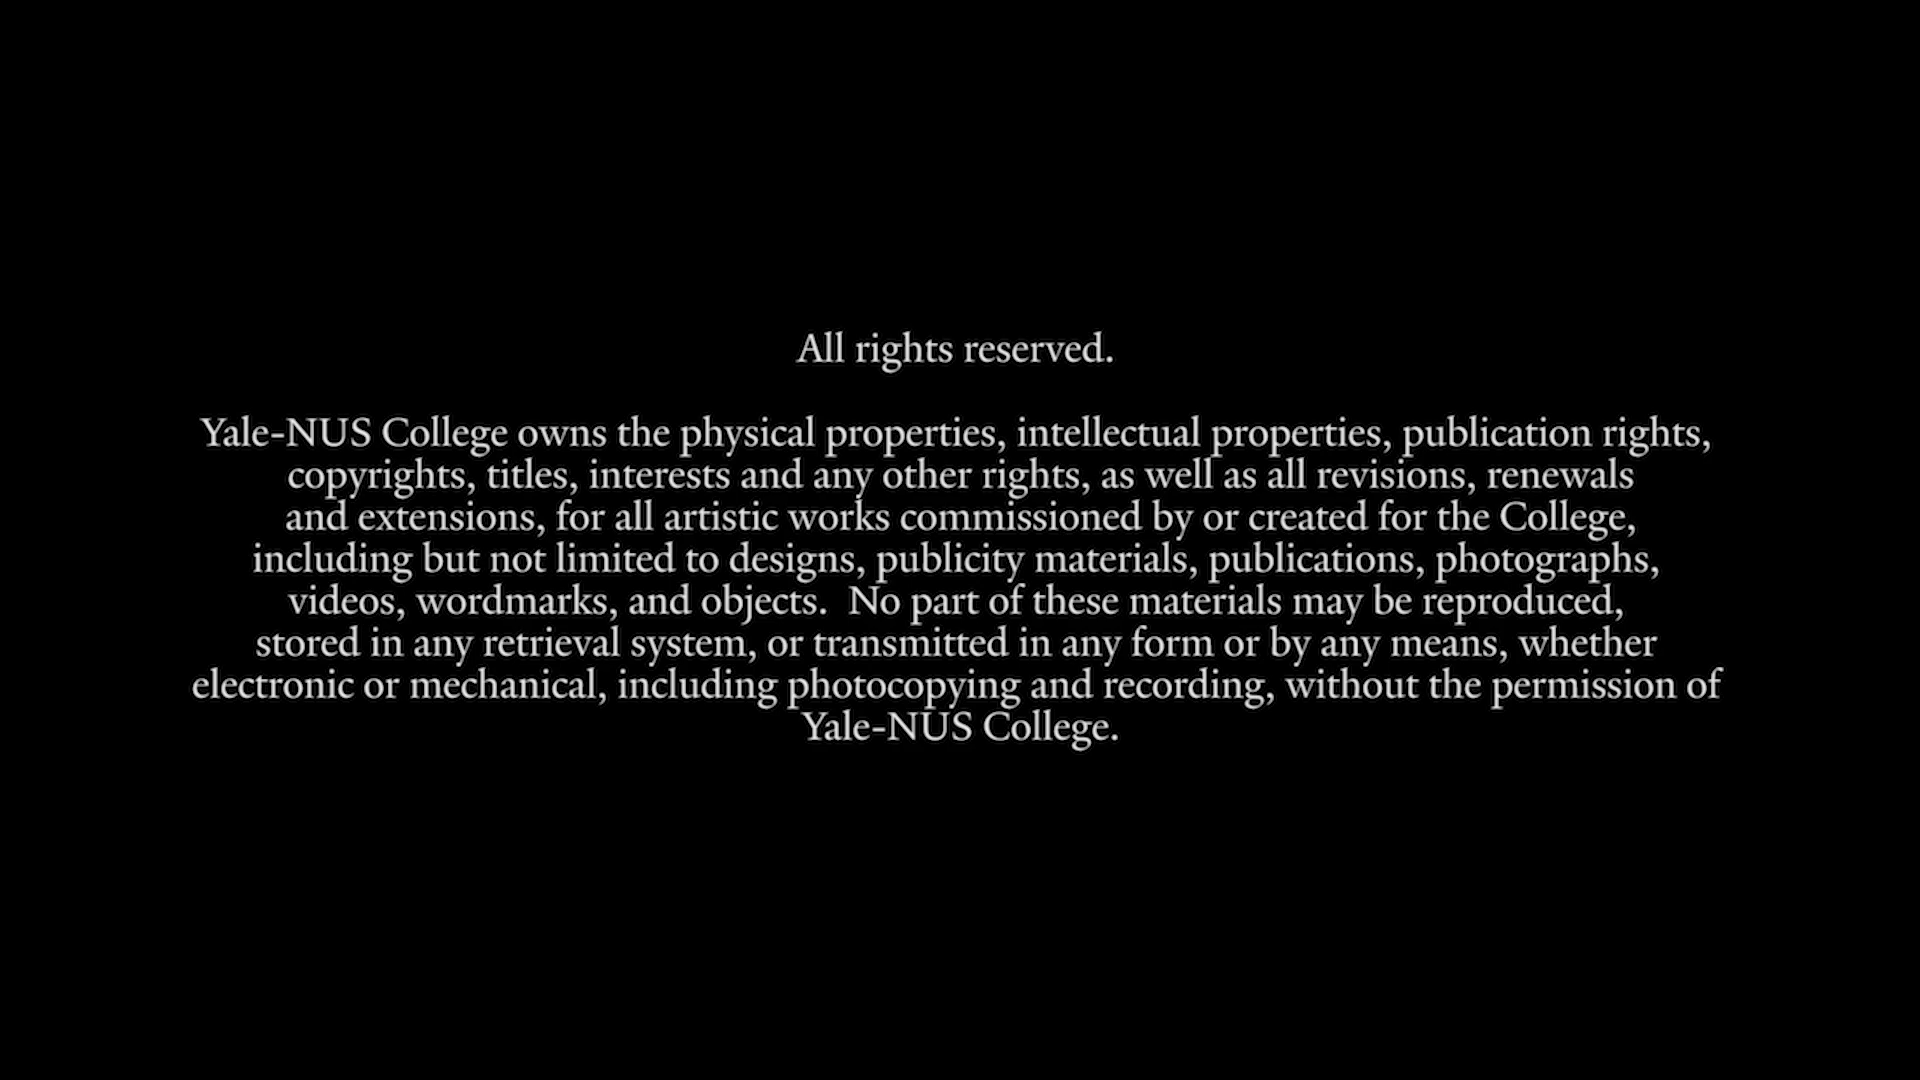 All rights reserved.
Yale-NUS College owns the physical properties, intellectual properties, publication rights,
copyrights, titles, interests and any other rights, as well as all revisions, renewals
and extensions, for all artistic works commissioned by or created for the College,
including but not limited to designs, publicity materials, publications, photographs,
videos, wordmarks, and objects.  No part of these materials may be reproduced,
stored in any retrieval system, or transmitted in any form or by any means, whether
electronic or mechanical, including photocopying and recording, without the permission of
Yale-NUS College.